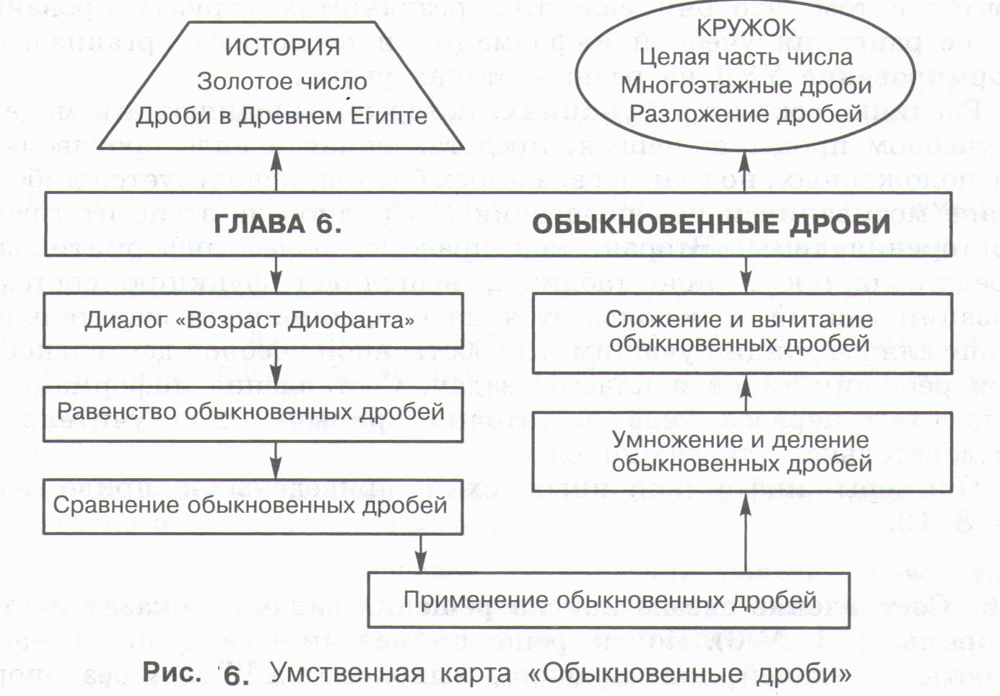 ИСТОРИЯ
Золотое число
Дроби в Древнем Египте
КРУЖОК
Целая часть числа
Многоэтажные дроби
Разложение дробей
ГЛАВА 6. ОБЫКНОВЕННЫЕ ДРОБИ
Диалог «Возраст Диофанта»
Равенство обыкновенных дробей
Сравнение обыкновенных дробей
Применение обыкновенных дробей
Умножение и деление
обыкновенных дробей
Сложение и вычитание
обыкновенных дробей
Рис. 6. Умственная карта «Обыкновенные дроби»